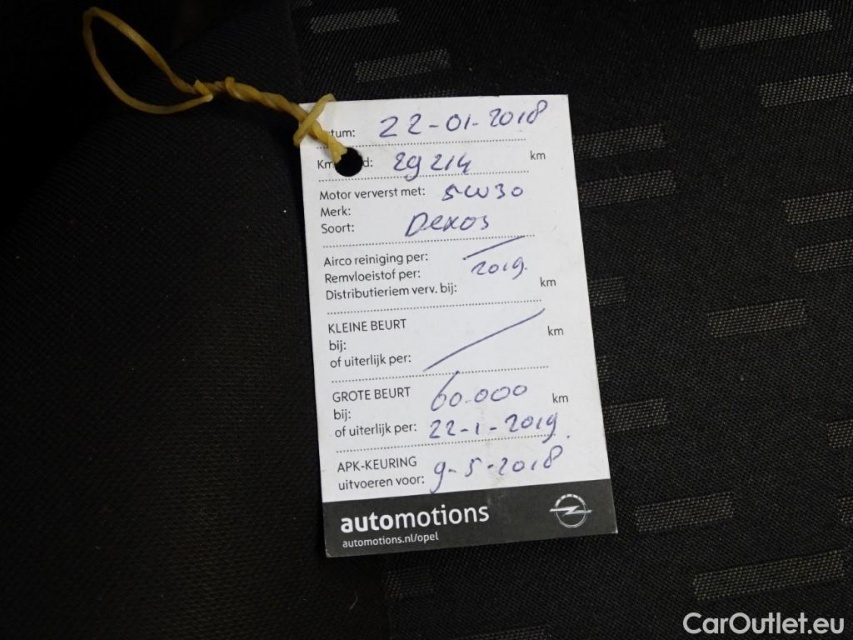 tum: 22-01-2018
Km d: 29 214 km
Motor ververst met: 5W30
Merk:
Soort: Dexos
Airco reiniging per:
Remvloeistof per: 2019.
Distributieriem verv. bij: km
KLEINE BEURT
bij: km
of uiterlijk per:
GROTE BEURT
bij: 60.000 km
of uiterlijk per: 22-1-2019.
APK-KEURING
uitvoeren voor: 9-5-2018
automotions
automotions.nl/opel
CarOutlet.eu